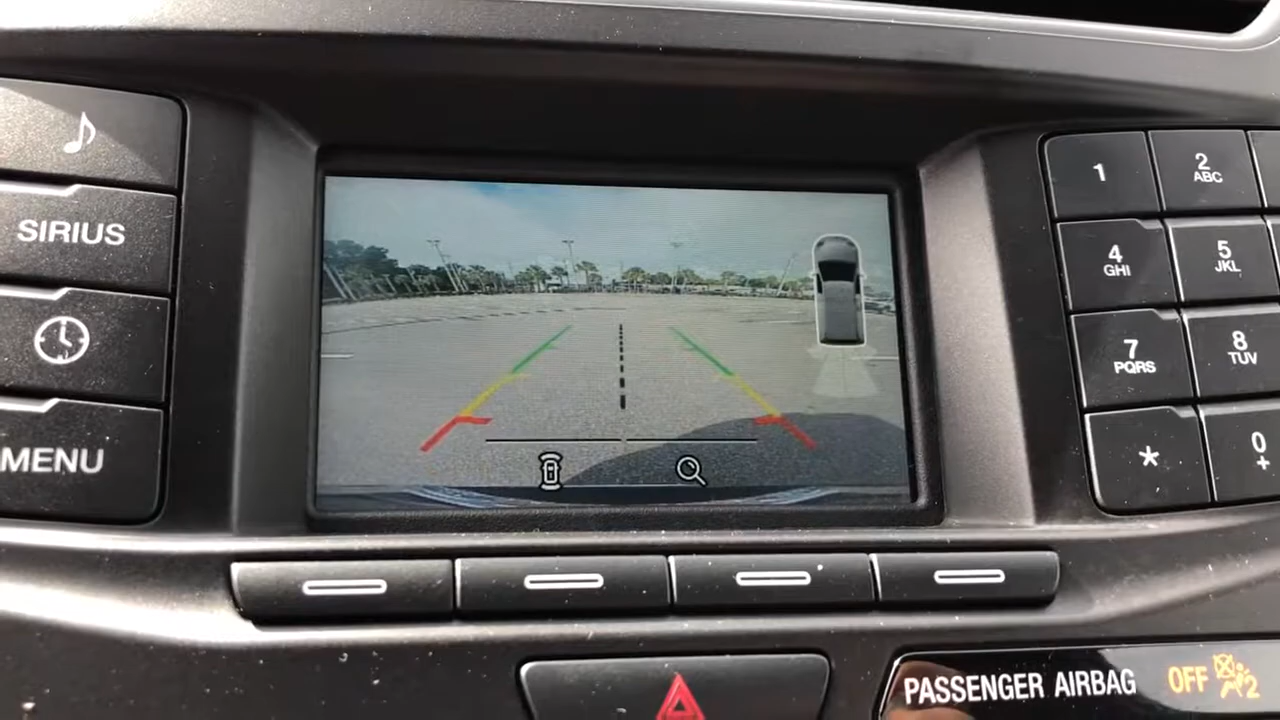 SIRIUS
MENU
1
2
ABC
4
GHI
5
JKL
7
PQRS
8
TUV
*
0
+
PASSENGER AIRBAG OFF 2